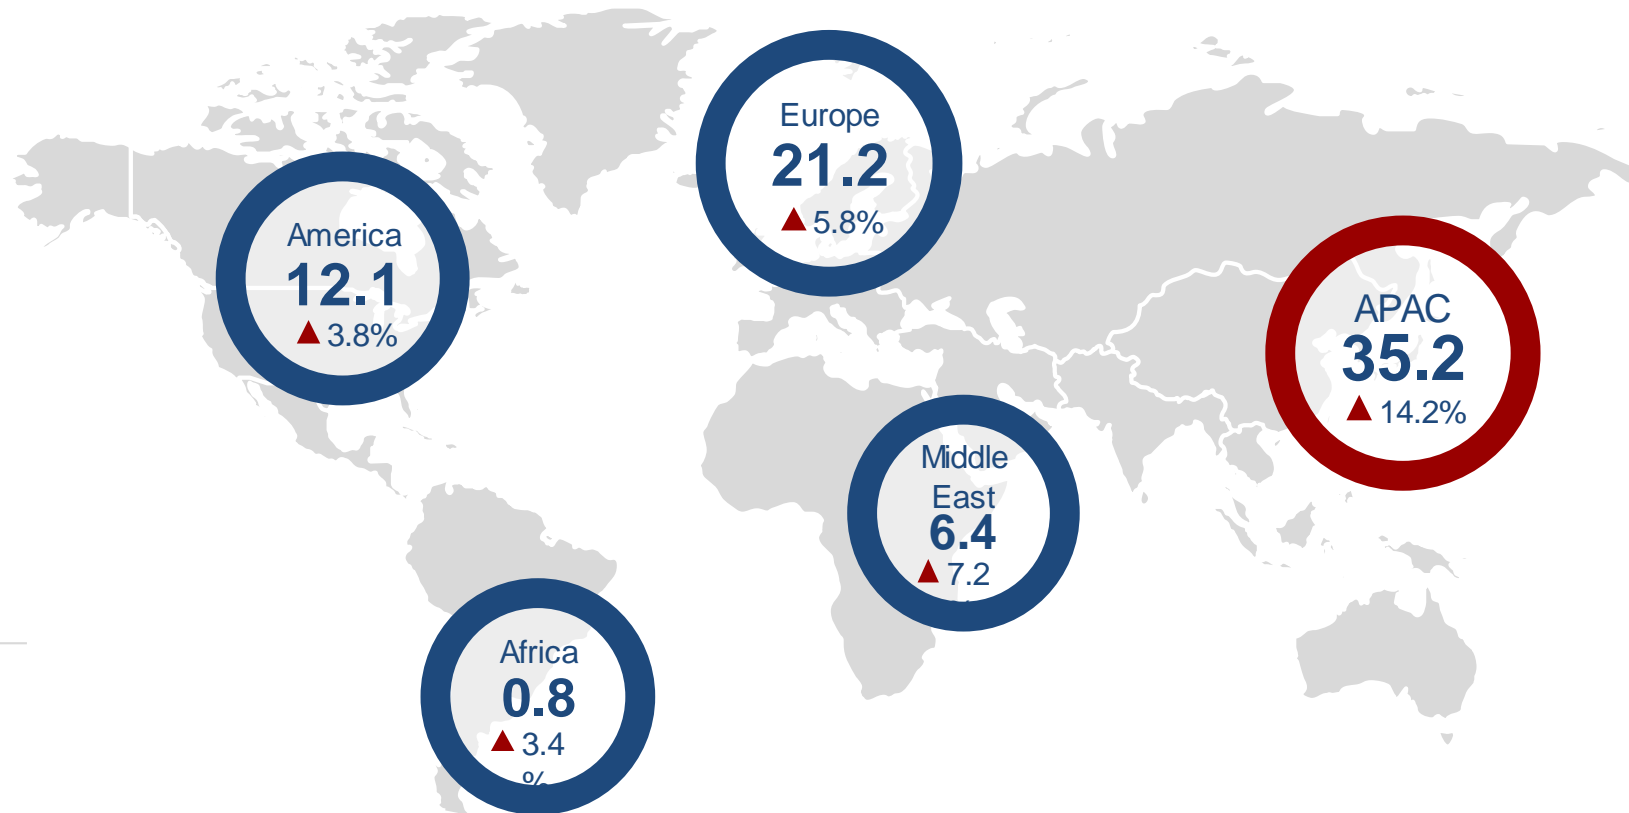 Europe
21.2
▲ 5.8%
America
12.1
▲ 3.8%
APAC
35.2
▲ 14.2%
Middle
East
6.4
▲ 7.2
Africa
0.8
▲ 3.4
%